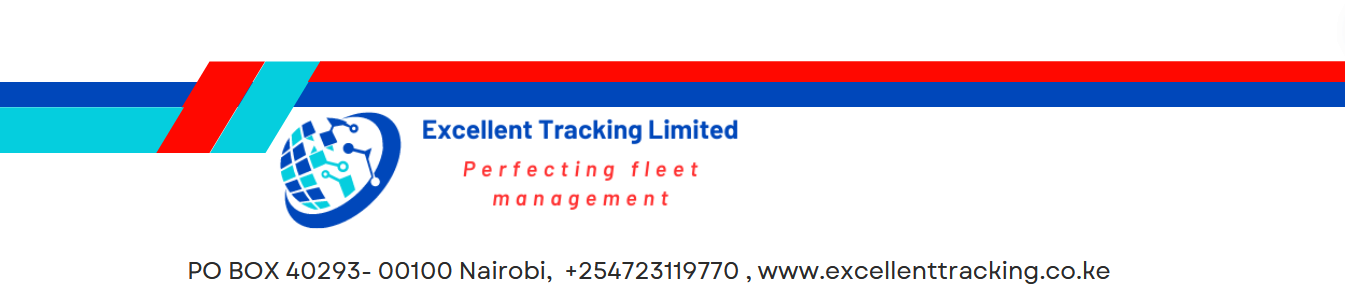 Excellent Tracking Limited
Perfecting fleet
management
PO BOX 40293- 00100 Nairobi,  +254723119770 , www.excellenttracking.co.ke